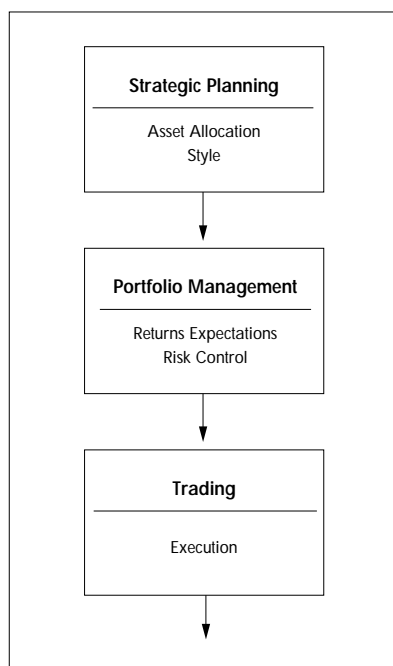 Strategic Planning
Asset Allocation
Style
Portfolio Management
Returns Expectations
Risk Control
Trading
Execution